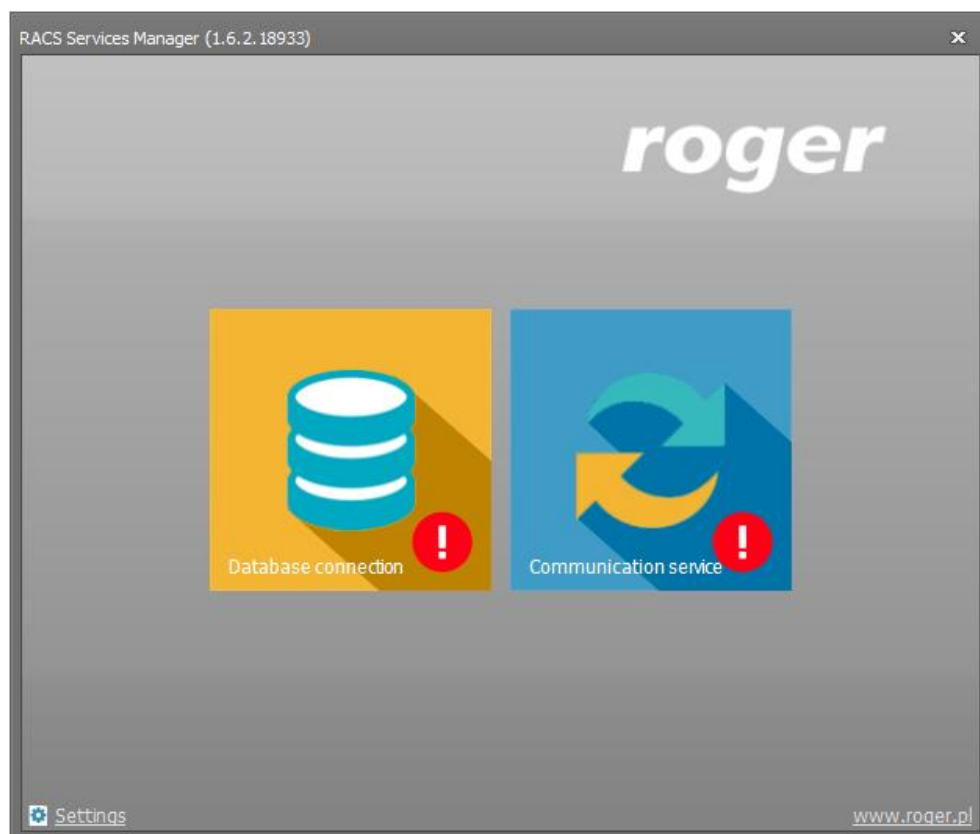 RACS Services Manager (1.6.2.18933)
roger
Database connection
Communication service
Settings
www.roger.pl